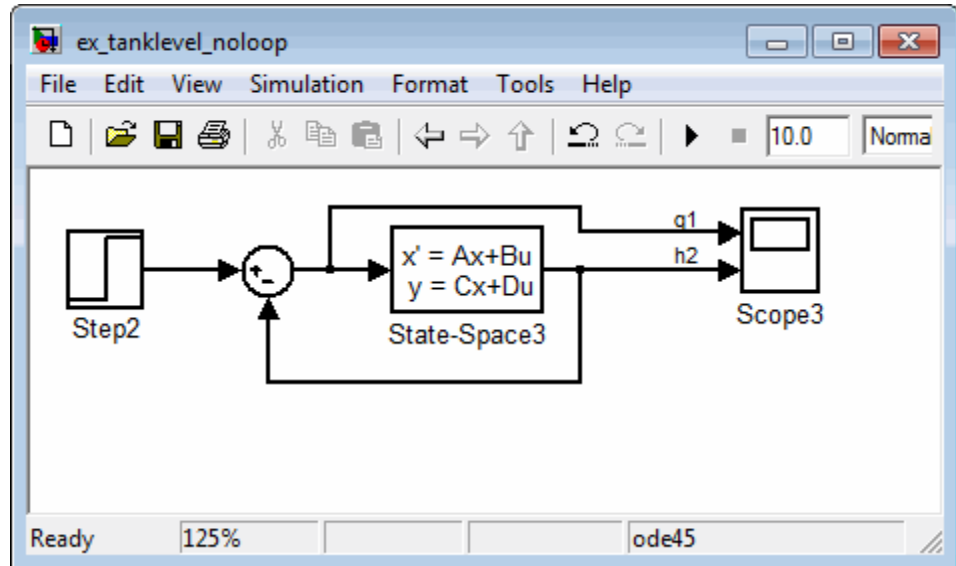 ex_tanklevel_noloop
File Edit View Simulation Format Tools Help
10.0 Norma
q1
h2
x' = Ax+Bu
y = Cx+Du
Step2
State-Space3
Scope3
Ready 125% ode45